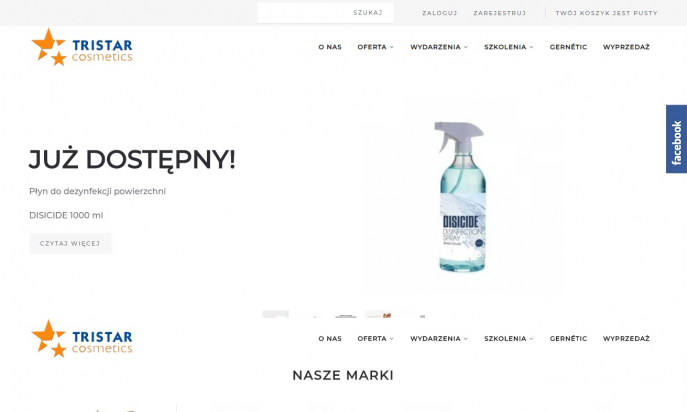 SZUKAJ
ZALOGUJ ZAREJESTRUJ TWÓJ KOSZYK JEST PUSTY
TRISTAR
cosmetics
O NAS OFERTA WYDARZENIA SZKOLENIA GERNÉTIC WYPRZEDAŻ
facebook
JUŻ DOSTĘPNY!
Płyn do dezynfekcji powierzchni
DISICIDE 1000 ml
CZYTAJ WIĘCEJ
DISICIDE
DISINFECTION
SPRAY
TRISTAR
cosmetics
O NAS OFERTA WYDARZENIA SZKOLENIA GERNÉTIC WYPRZEDAŻ
NASZE MARKI